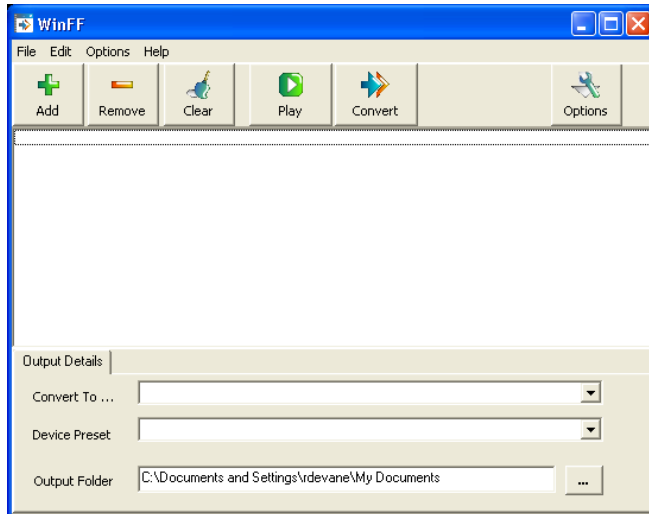 WinFF
File Edit Options Help
Add Remove Clear Play Convert Options
Output Details
Convert To ...
Device Preset
Output Folder C:\Documents and Settings\rdevane\My Documents ...